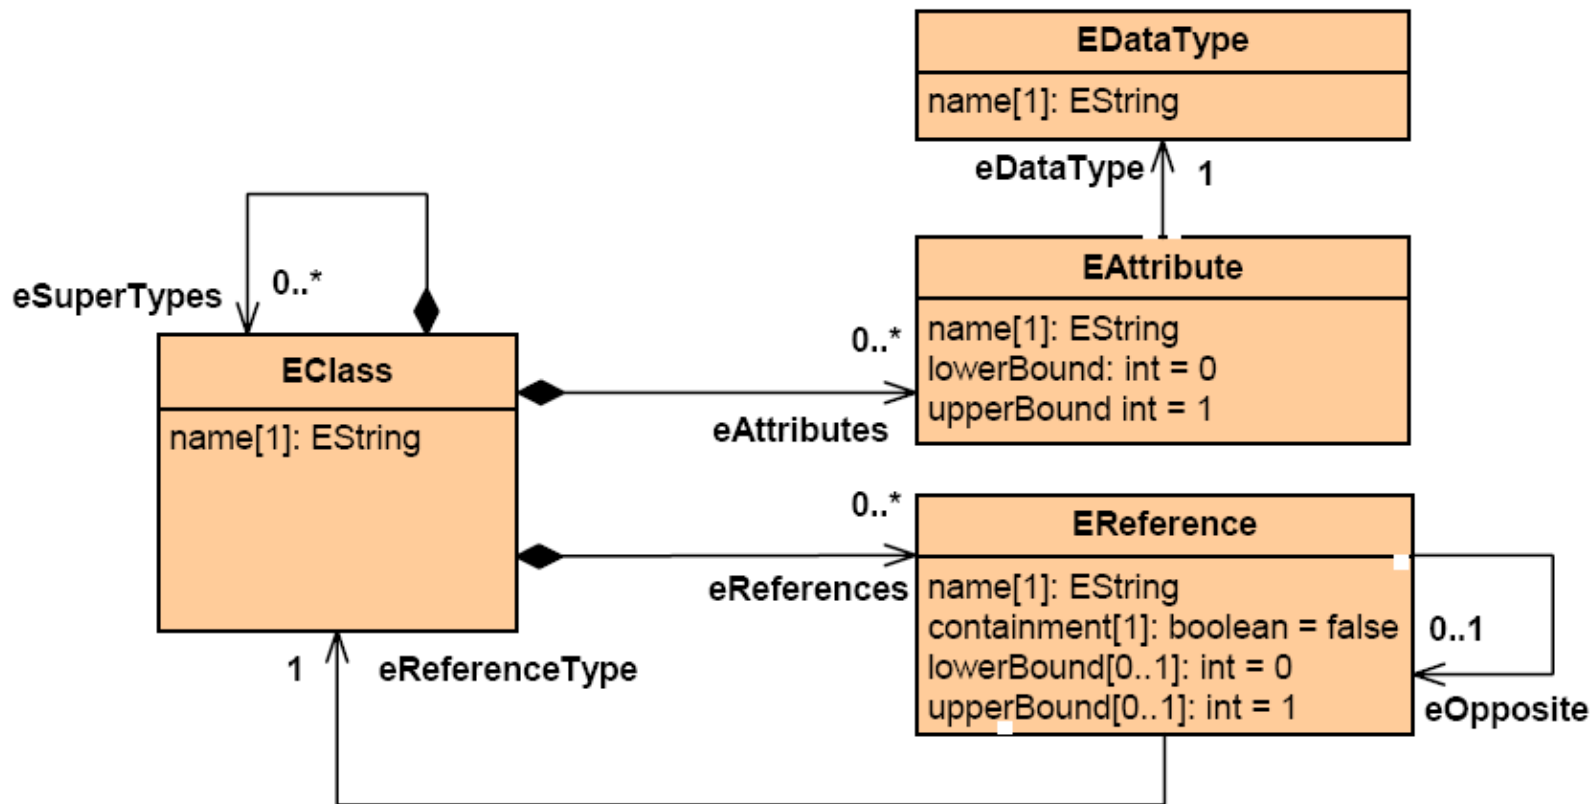 EDataType
name[1]: EString
eDataType
1
eSuperTypes
0..*
EClass
name[1]: EString
0..*
eAttributes
EAttribute
name[1]: EString
lowerBound: int = 0
upperBound int = 1
0..*
eReferences
EReference
name[1]: EString
containment[1]: boolean = false
lowerBound[0..1]: int = 0
upperBound[0..1]: int = 1
0..1
eOpposite
1
eReferenceType